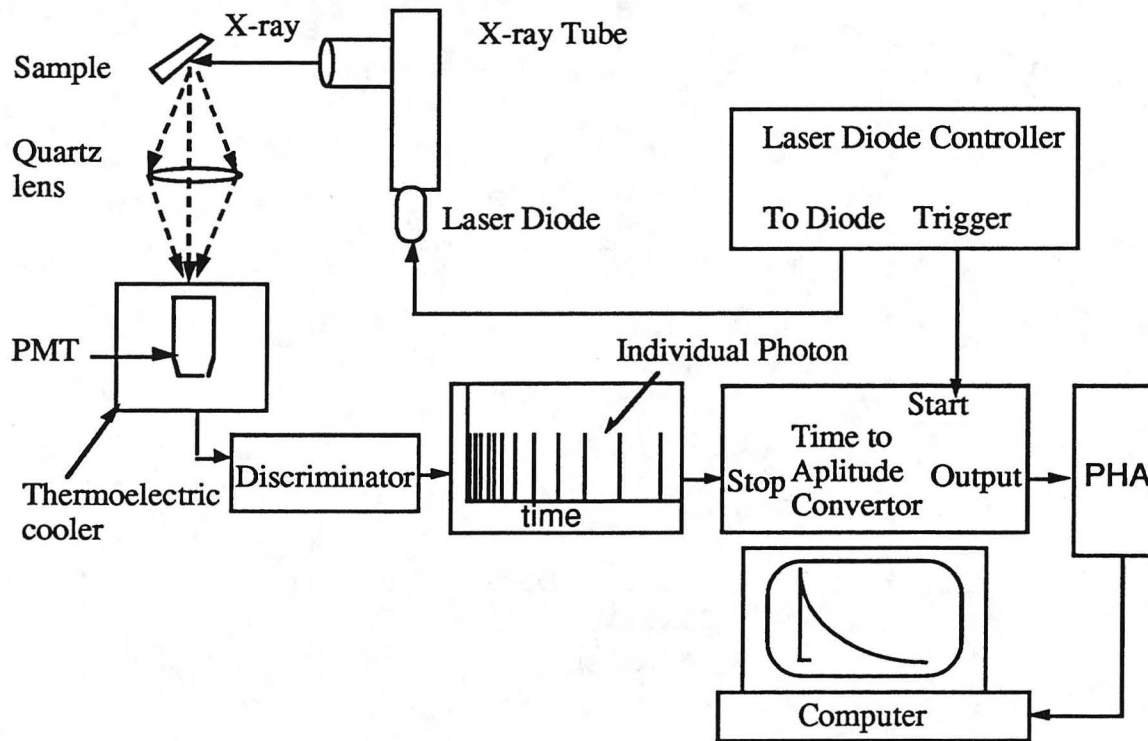 X-ray
X-ray Tube
Sample
Quartz
lens
Laser Diode Controller
To Diode Trigger
Laser Diode
PMT
Individual Photon
Thermoelectric
cooler
Discriminator
time
Start
Time to
Aplitude
Convertor
Stop
Output
PHA
Computer